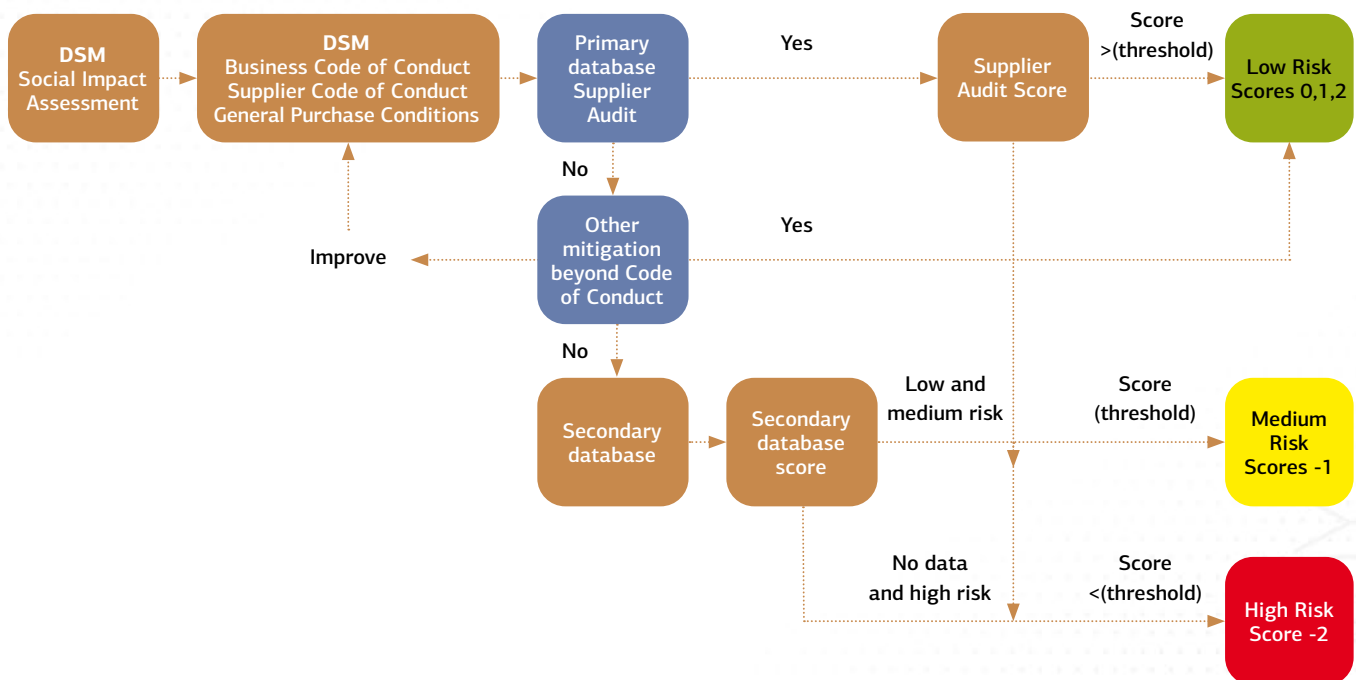 DSM
Social Impact
Assessment
DSM
Business Code of Conduct
Supplier Code of Conduct
General Purchase Conditions
Primary
database
Supplier
Audit
Yes
Supplier
Audit Score
Score
>(threshold)
Low Risk
Scores 0,1,2
No
Improve
Other
mitigation
beyond Code
of Conduct
Yes
No
Secondary
database
Secondary
database
score
Low and
medium risk
Score
(threshold)
Medium
Risk
Scores -1
No data
and high risk
Score
<(threshold)
High Risk
Score -2